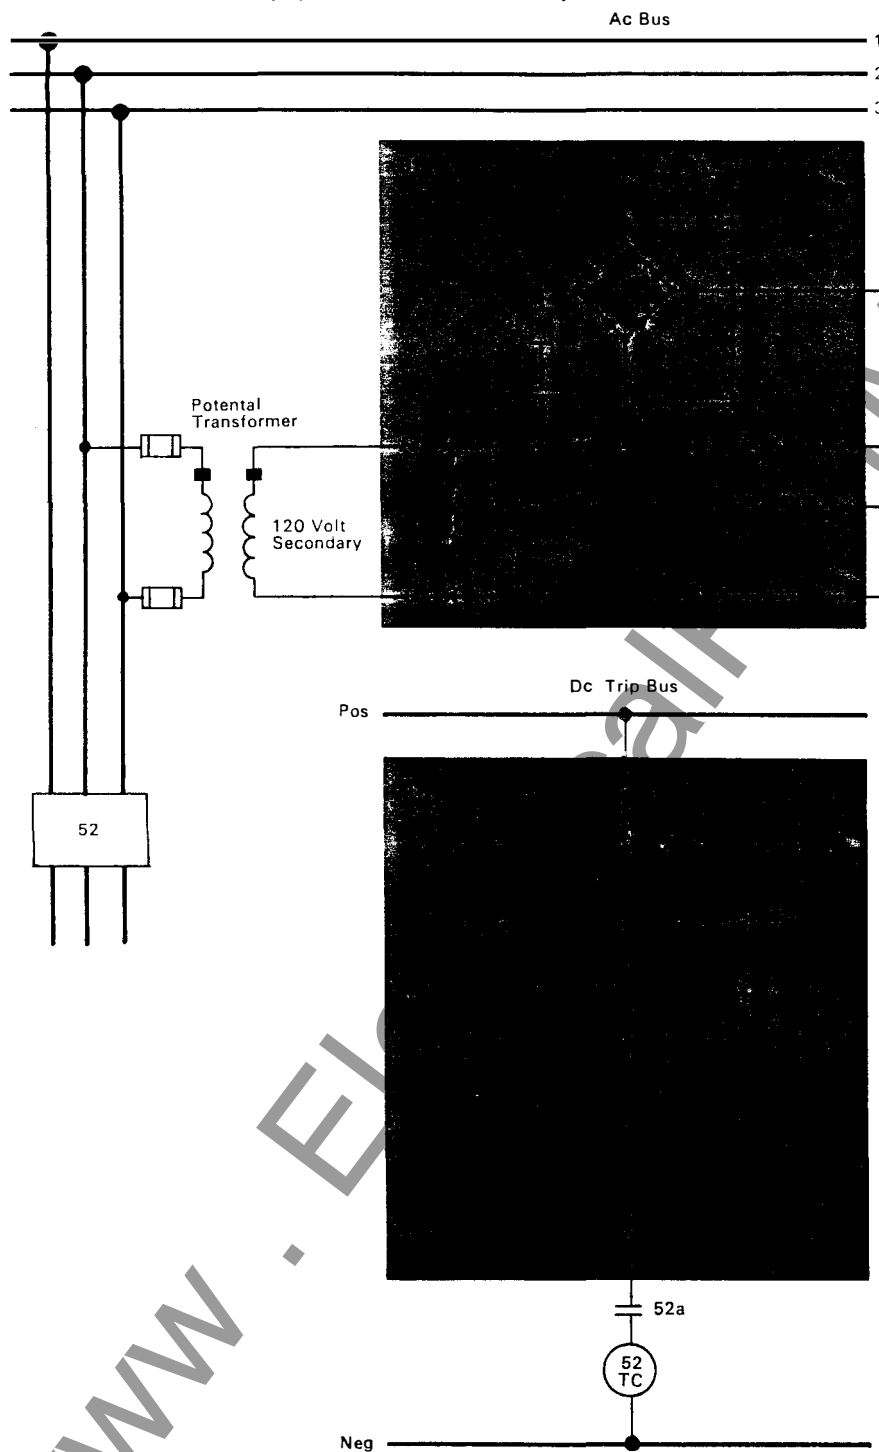 Ac Bus
1
2
3
Potental
Transformer
120 Volt
Secondary
Dc Trip Bus
Pos
52
52a
52
TC
Neg